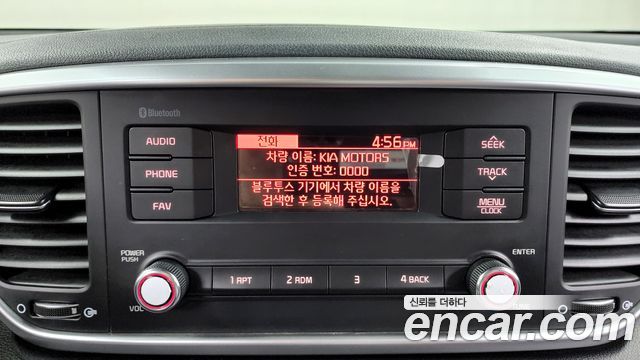 Bluetooth
AUDIO
PHONE
FAV
전화 4:56 PM
차량 이름: KIA MOTORS
인증 번호: 0000
블루투스 기기에서 차량 이름을
검색한 후 등록해 주십시오.
SEEK
TRACK
MENU
CLOCK
POWER
PUSH
VOL
1 RPT
2 RDM
3
4 BACK
ENTER
신뢰를 더하다
encar.com